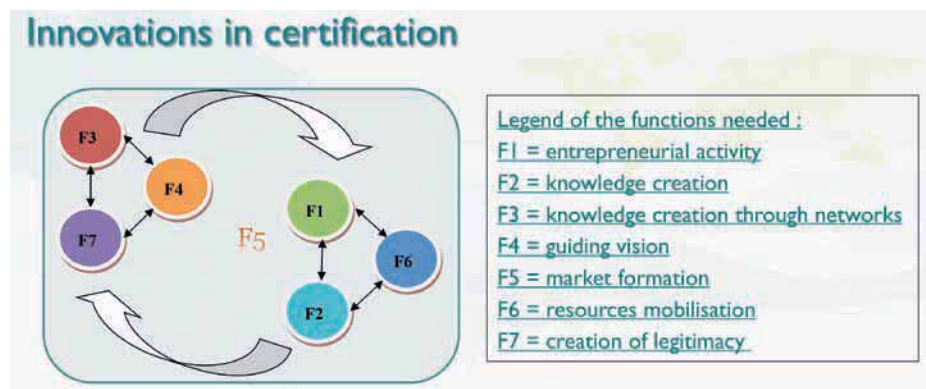 Innovations in certification
F3
F4
F7
F5
F1
F6
F2
Legend of the functions needed :
F1 = entrepreneurial activity
F2 = knowledge creation
F3 = knowledge creation through networks
F4 = guiding vision
F5 = market formation
F6 = resources mobilisation
F7 = creation of legitimacy